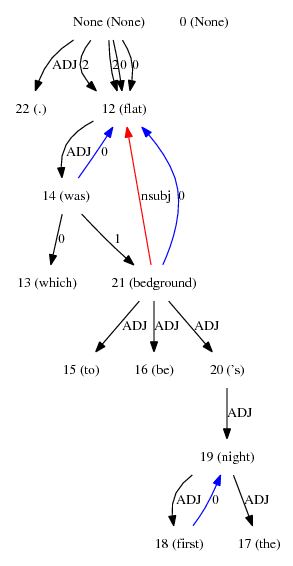 None (None) 0 (None)
ADJ 2 2 0 0
22 (.) 12 (flat)
ADJ 0
14 (was) nsubj 0
0 1
13 (which) 21 (bedground)
ADJ ADJ ADJ
15 (to) 16 (be) 20 ('s)
ADJ
19 (night)
ADJ 0 ADJ
18 (first) 17 (the)